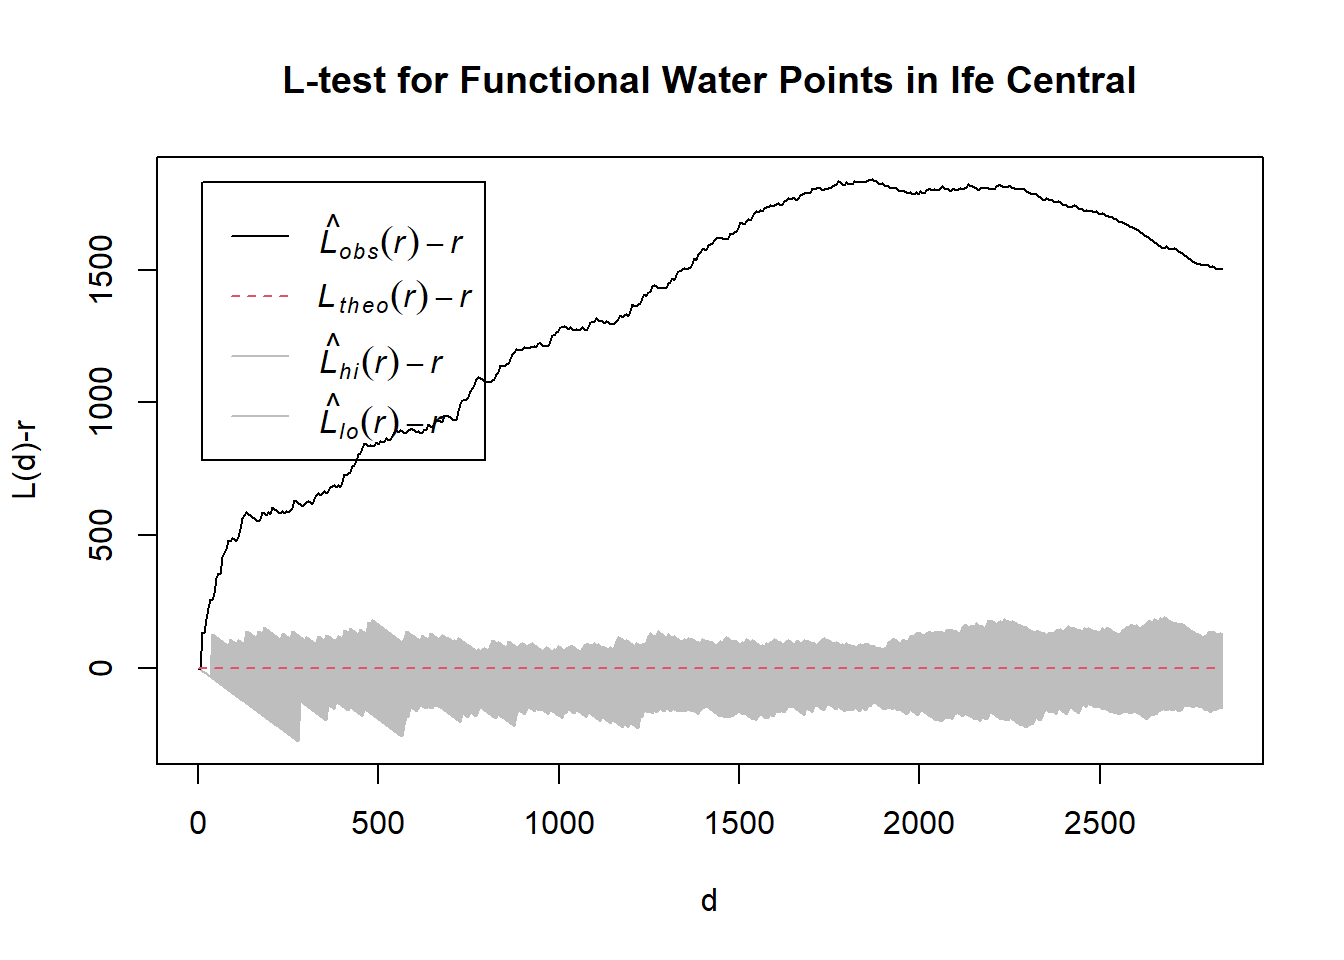 L-test for Functional Water Points in Ife Central
L̂obs(r) – r
Ltheo(r) – r
L̂hi(r) – r
L̂lo(r) – r
L(d)-r
1500
1000
500
0
0 500 1000 1500 2000 2500
d